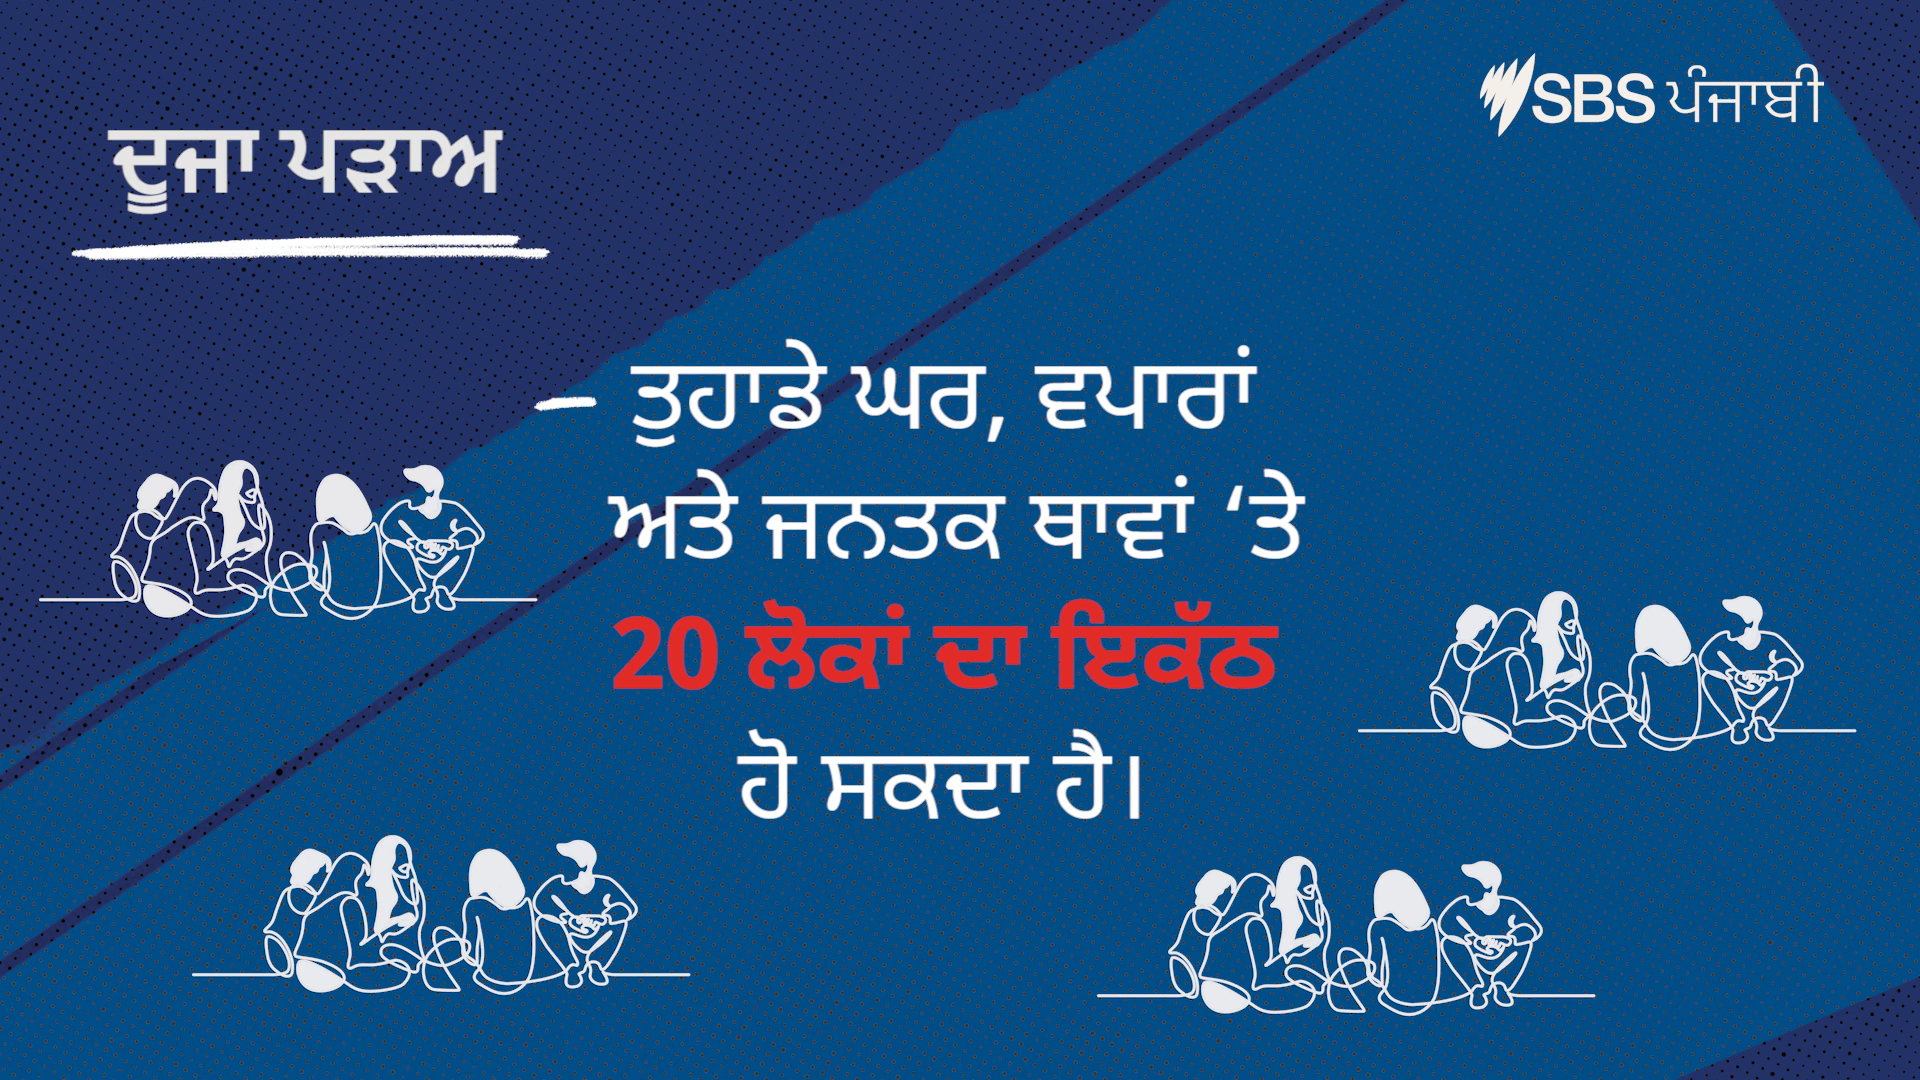 SBS ਪੰਜਾਬੀ
ਦੂਜਾ ਪੜਾਅ
– ਤੁਹਾਡੇ ਘਰ, ਵਪਾਰਾਂ
ਅਤੇ ਜਨਤਕ ਥਾਵਾਂ ‘ਤੇ
20 ਲੋਕਾਂ ਦਾ ਇਕੱਠ
ਹੋ ਸਕਦਾ ਹੈ।